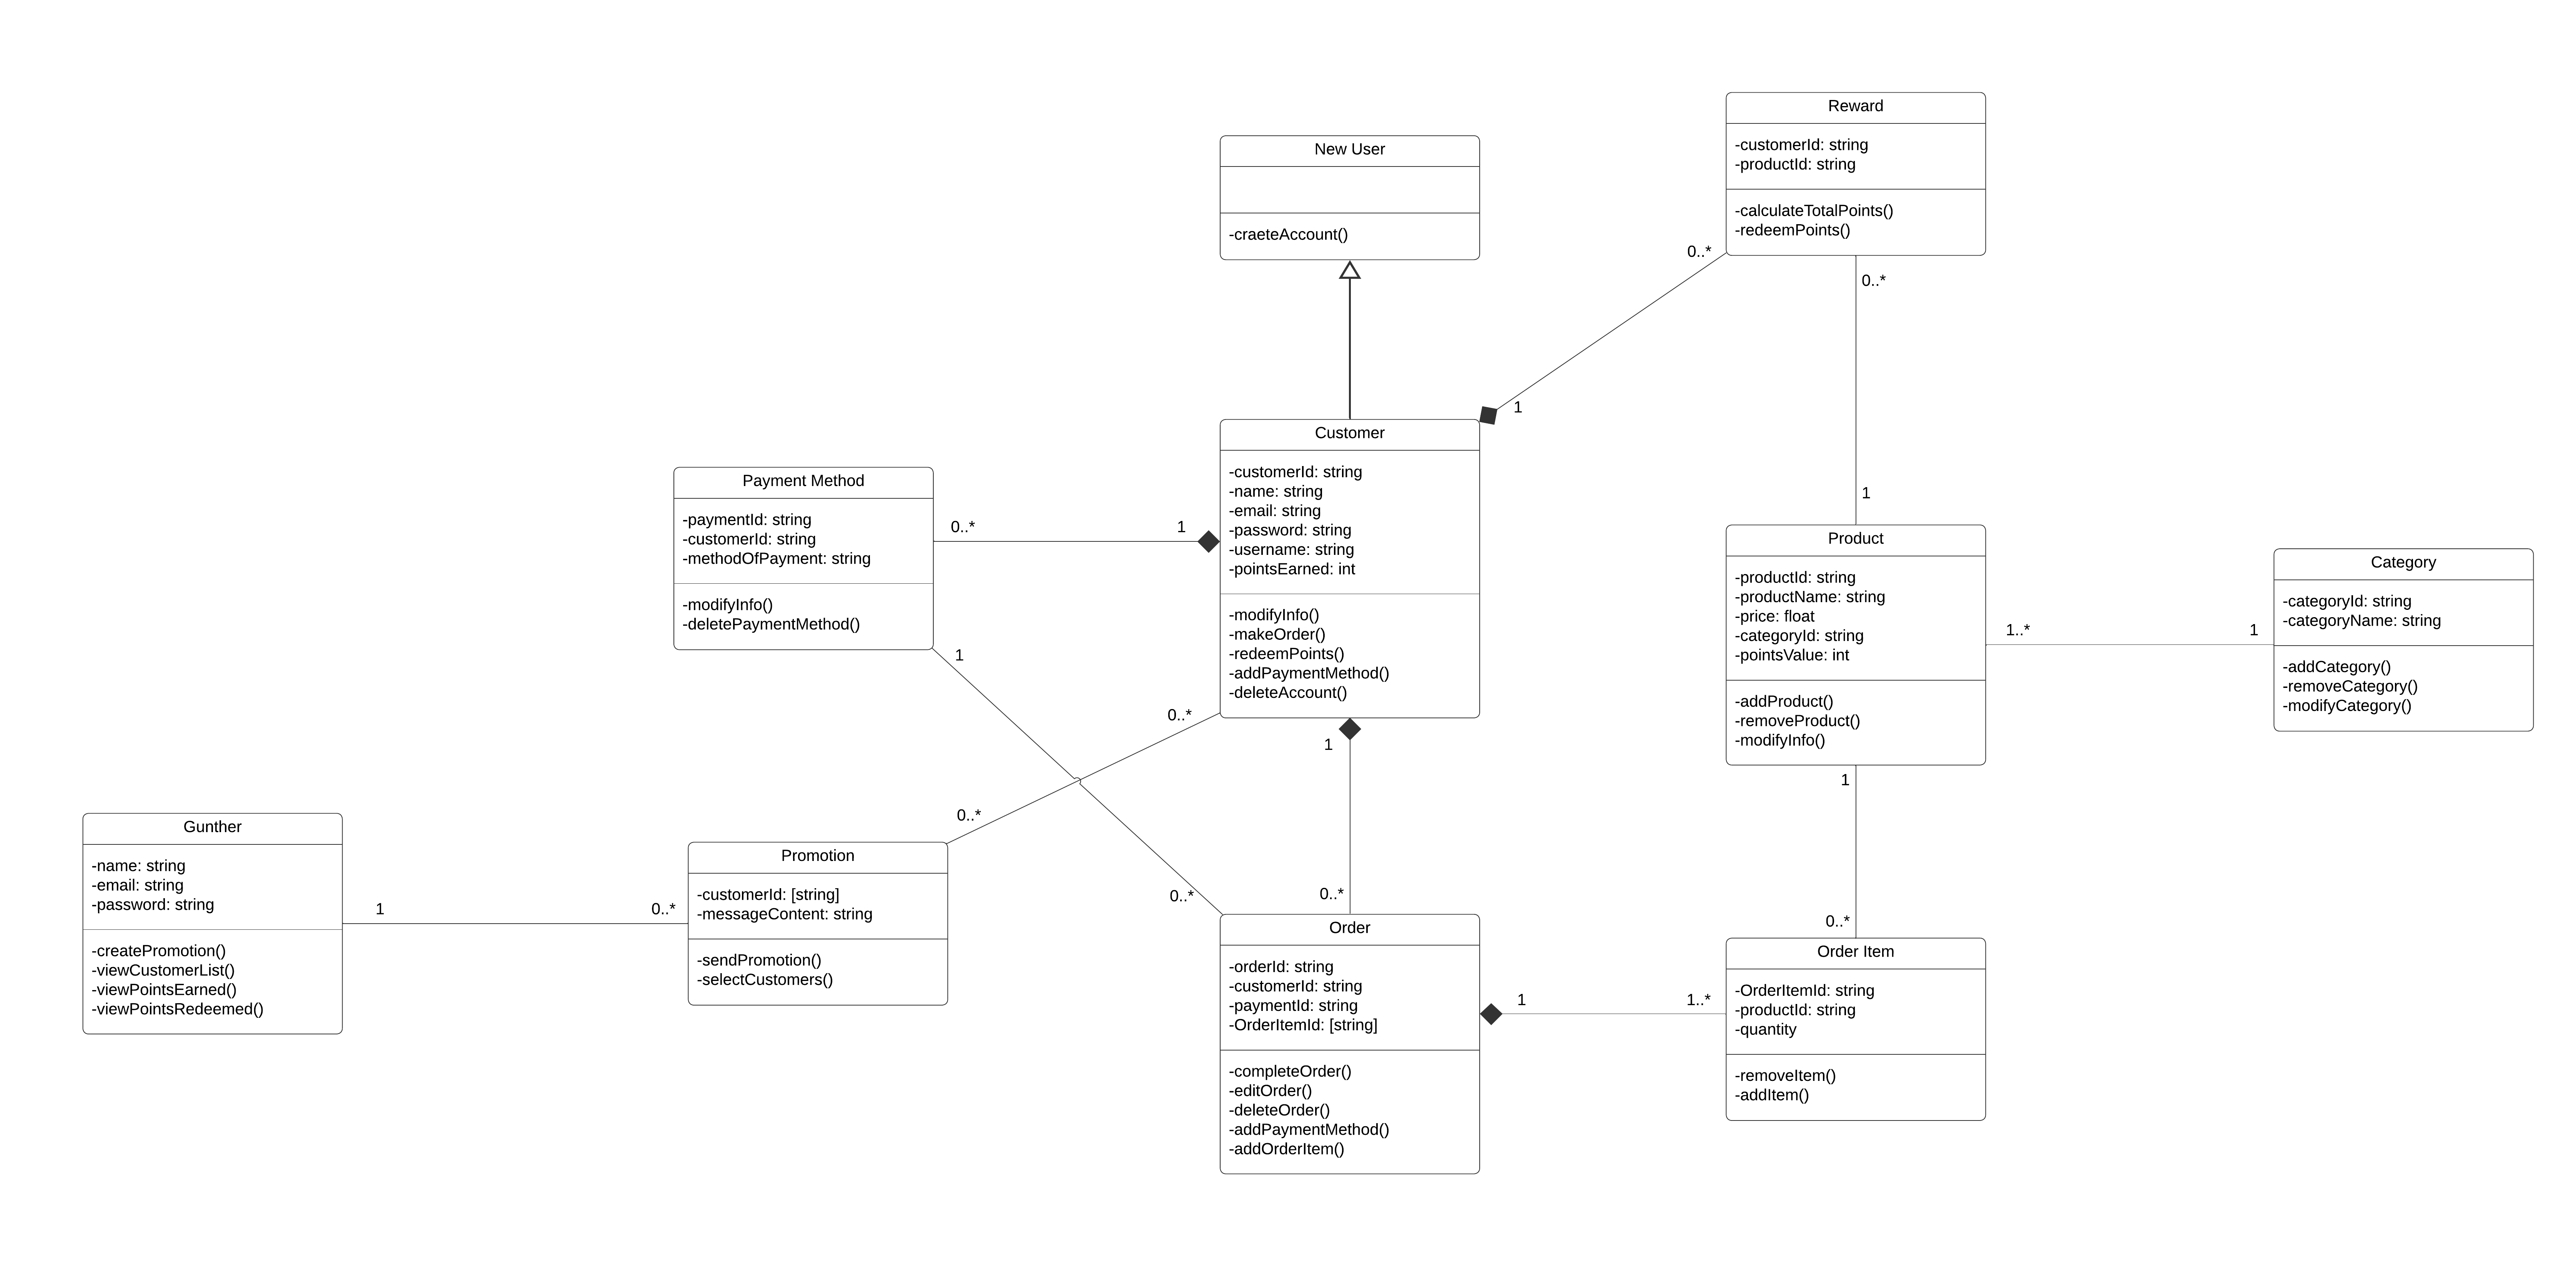 Reward
-customerId: string
-productId: string
-calculateTotalPoints()
-redeemPoints()
New User
-craeteAccount()
0..*
0..*
1
1
Customer
-customerId: string
-name: string
-email: string
-password: string
-username: string
-pointsEarned: int
-modifyInfo()
-makeOrder()
-redeemPoints()
-addPaymentMethod()
-deleteAccount()
Payment Method
-paymentId: string
-customerId: string
-methodOfPayment: string
-modifyInfo()
-deletePaymentMethod()
0..*
1
Product
-productId: string
-productName: string
-price: float
-categoryId: string
-pointsValue: int
-addProduct()
-removeProduct()
-modifyInfo()
1..*
1
Category
-categoryId: string
-categoryName: string
-addCategory()
-removeCategory()
-modifyCategory()
1
0..*
1
1
0..*
Gunther
-name: string
-email: string
-password: string
-createPromotion()
-viewCustomerList()
-viewPointsEarned()
-viewPointsRedeemed()
1
0..*
Promotion
-customerId: [string]
-messageContent: string
-sendPromotion()
-selectCustomers()
0..*
0..*
0..*
Order
-orderId: string
-customerId: string
-paymentId: string
-OrderItemId: [string]
-completeOrder()
-editOrder()
-deleteOrder()
-addPaymentMethod()
-addOrderItem()
1
1..*
Order Item
-OrderItemId: string
-productId: string
-quantity
-removeItem()
-addItem()